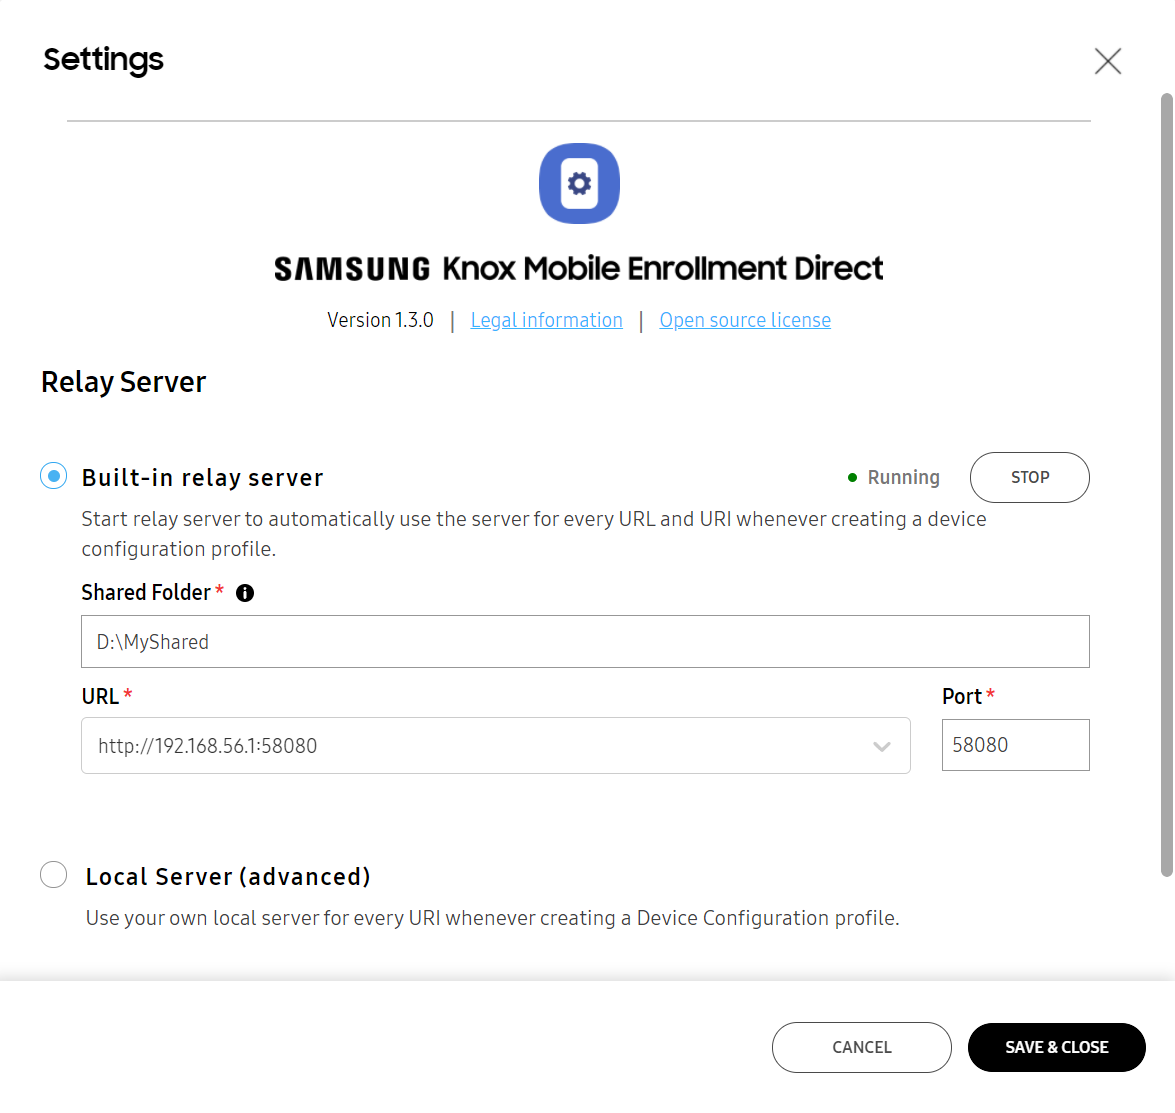 Settings
SAMSUNG Knox Mobile Enrollment Direct
Version 1.3.0 | Legal information | Open source license
Relay Server
Built-in relay server
Running
STOP
Start relay server to automatically use the server for every URL and URI whenever creating a device
configuration profile.
Shared Folder *
D:\MyShared
URL * Port *
http://192.168.56.1:58080 58080
Local Server (advanced)
Use your own local server for every URI whenever creating a Device Configuration profile.
CANCEL SAVE & CLOSE